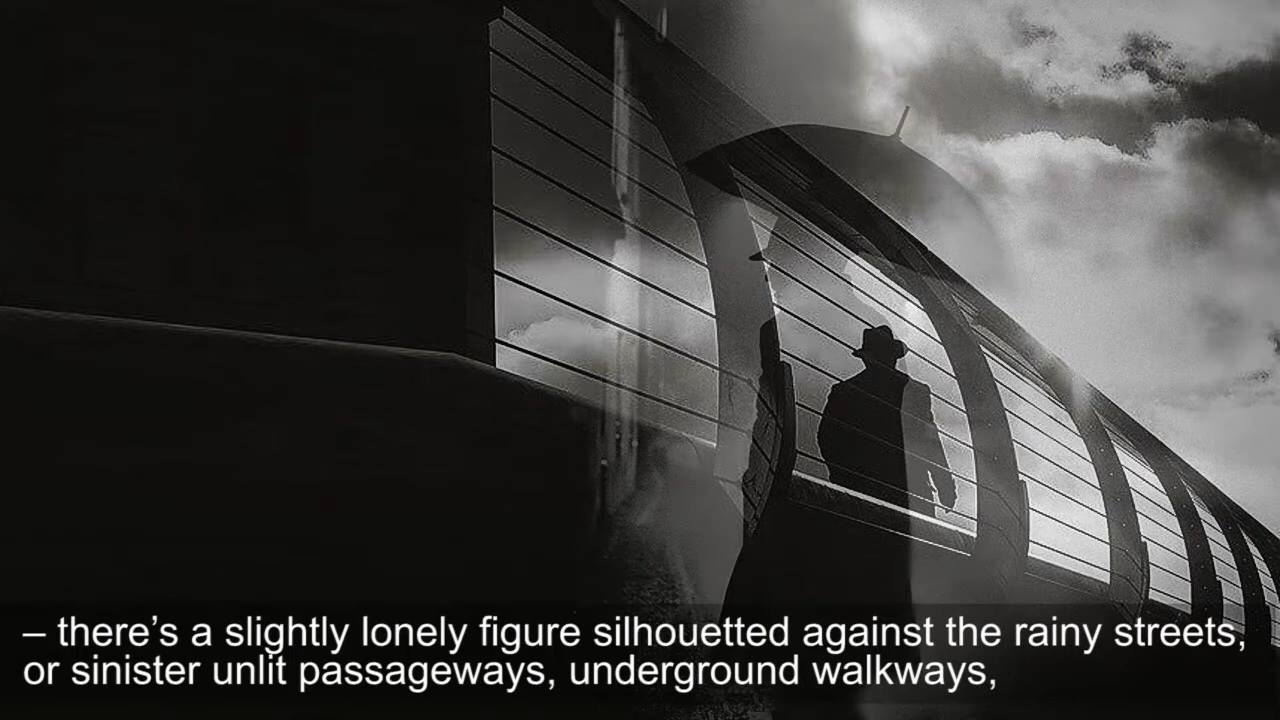 – there’s a slightly lonely figure silhouetted against the rainy streets,
or sinister unlit passageways, underground walkways,